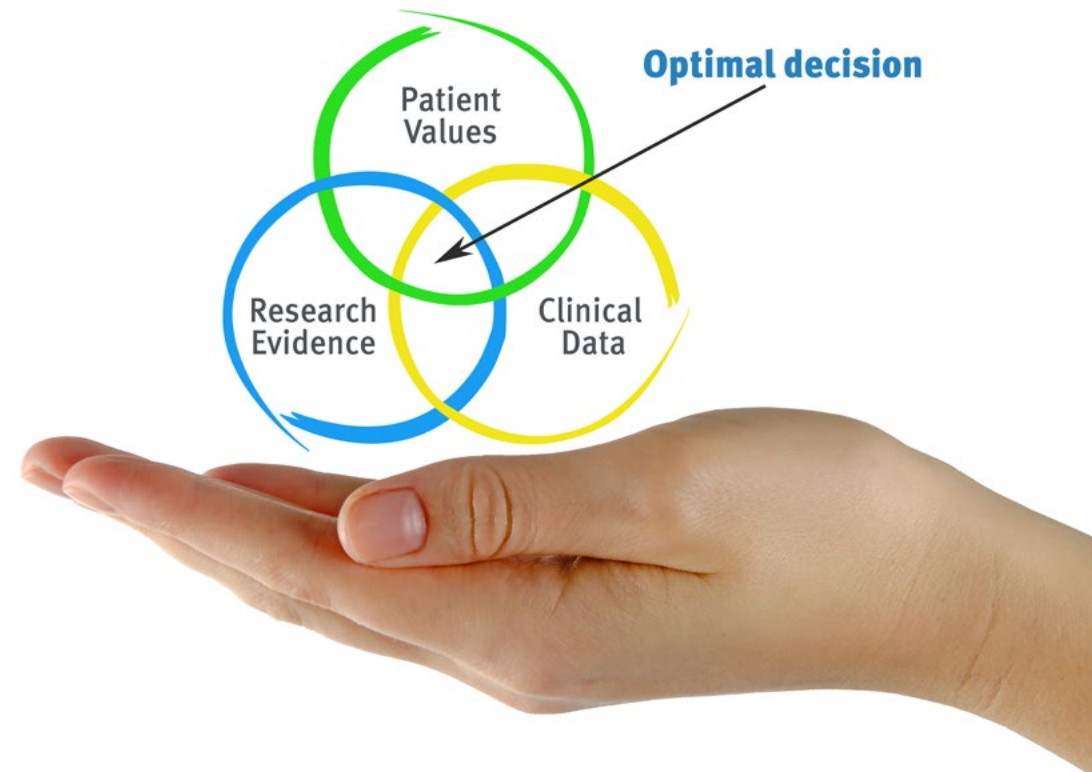 Optimal decision
Patient
Values
Research
Evidence
Clinical
Data